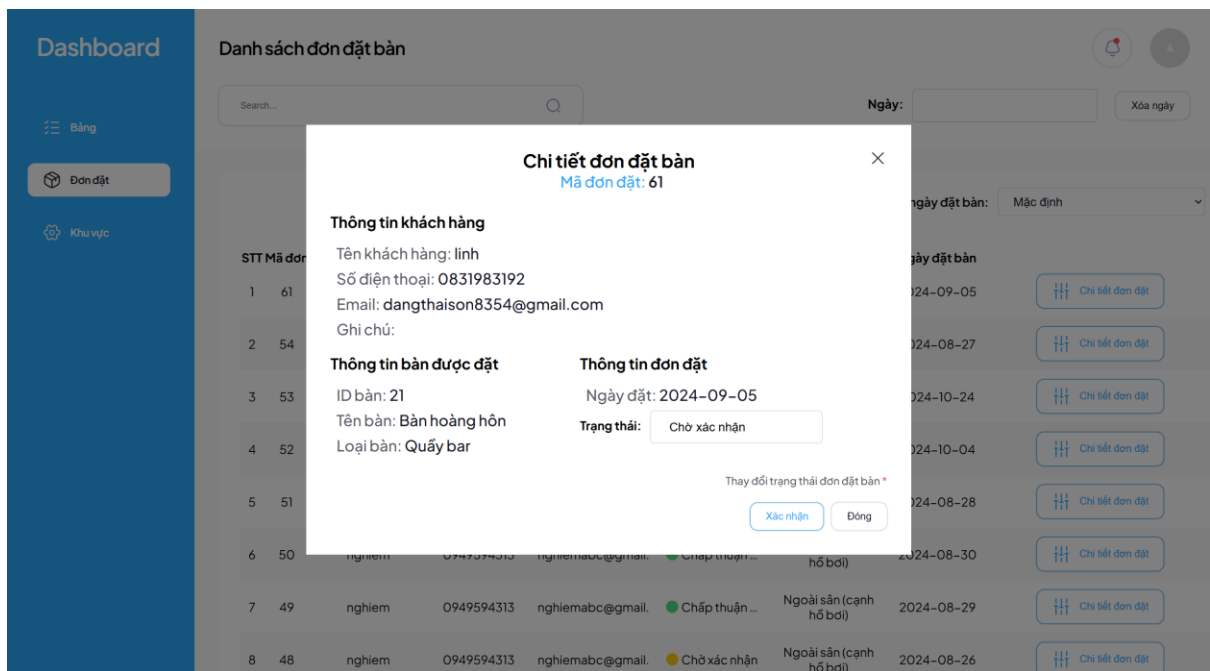 Dashboard
Danh sách đơn đặt bàn
A
Search...
Ngày:
Xóa ngày
Bảng
Đơn đặt
Khu vực
Chi tiết đơn đặt bàn
Mã đơn đặt: 61
ngày đặt bàn:
Mặc định
Thông tin khách hàng
Tên khách hàng: linh
Số điện thoại: 0831983192
Email: dangthaison8354@gmail.com
Ghi chú:
Thông tin bàn được đặt
ID bàn: 21
Tên bàn: Bàn hoàng hôn
Loại bàn: Quầy bar
Thông tin đơn đặt
Ngày đặt: 2024-09-05
Trạng thái: Chờ xác nhận
Thay đổi trạng thái đơn đặt bàn *
Xác nhận Đóng
STT Mã đơn gày đặt bàn
1 61 024-09-05 Chi tiết đơn đặt
2 54 024-08-27 Chi tiết đơn đặt
3 53 024-10-24 Chi tiết đơn đặt
4 52 024-10-04 Chi tiết đơn đặt
5 51 024-08-28 Chi tiết đơn đặt
6 50 nghiem 0949594313 nghiemabc@gmail. Chấp thuận ... hồ bơi) 2024-08-30 Chi tiết đơn đặt
7 49 nghiem 0949594313 nghiemabc@gmail. Chấp thuận ... Ngoài sân (cạnh
hồ bơi) 2024-08-29 Chi tiết đơn đặt
8 48 nghiem 0949594313 nghiemabc@gmail. Chờ xác nhận Ngoài sân (cạnh
hồ bơi) 2024-08-26 Chi tiết đơn đặt